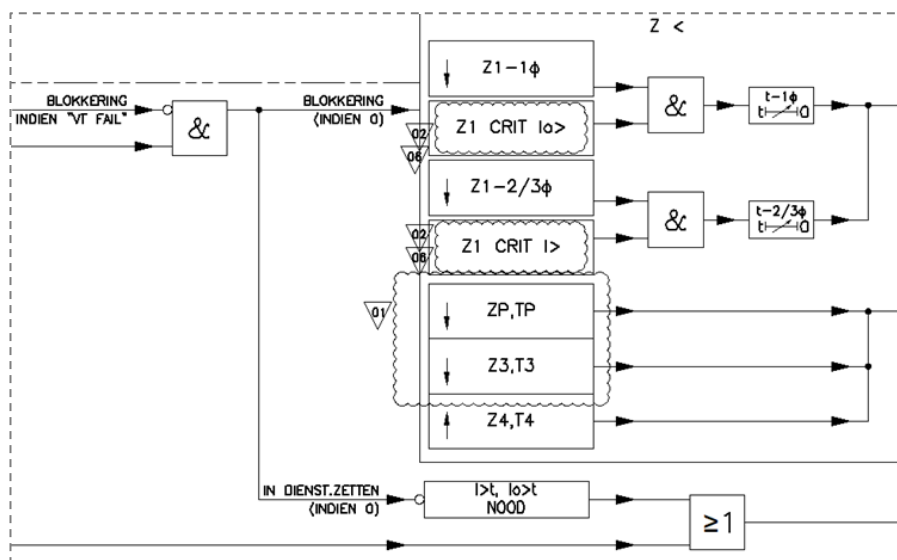 Z <
Z1-1ϕ
BLOKKERING
INDIEN "VT FAIL"
&
BLOKKERING
(INDIEN 0)
02
06
Z1 CRIT Io>
&
t-1ϕ
t 0
Z1-2/3ϕ
02
06
Z1 CRIT I>
&
t-2/3ϕ
t 0
01
ZP,TP
Z3,T3
Z4,T4
IN DIENST.ZETTEN
(INDIEN 0)
I>t, Io>t
NOOD
≥1